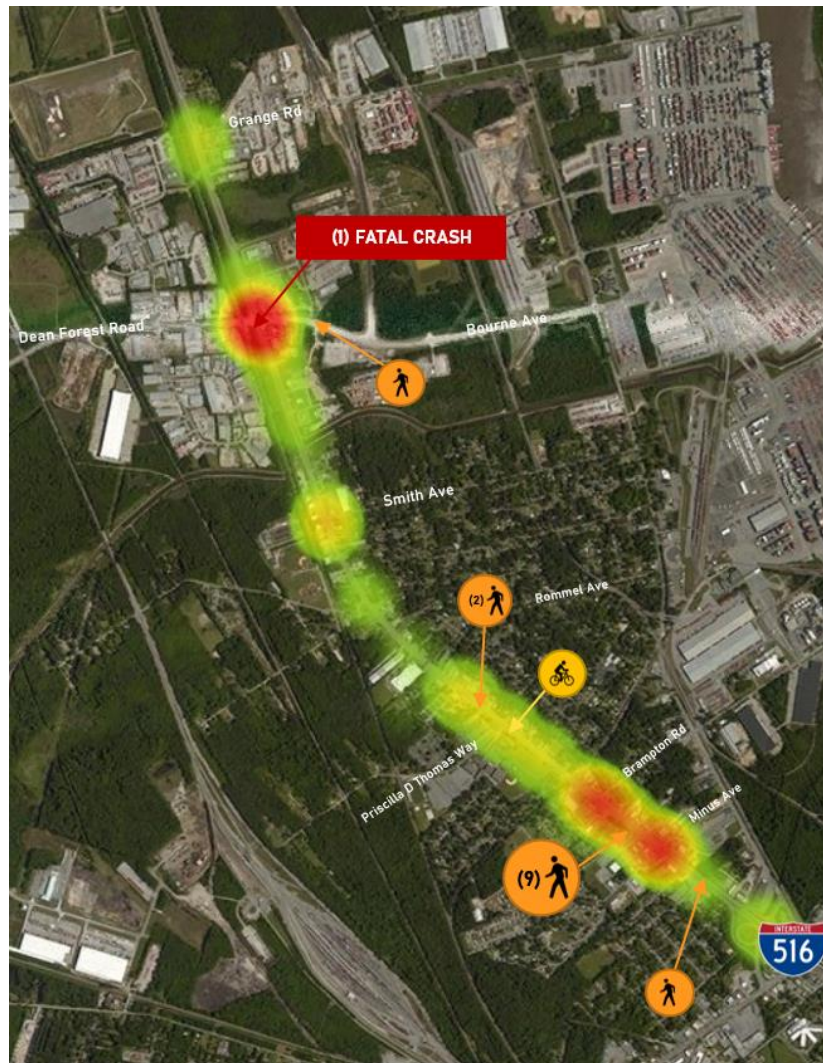 Grange Rd
(1) FATAL CRASH
Dean Forest Road
Bourne Ave
Smith Ave
(2)
Rommel Ave
Priscilla D Thomas Way
Brampton Rd
Minus Ave
(9)
INTERSTATE
516